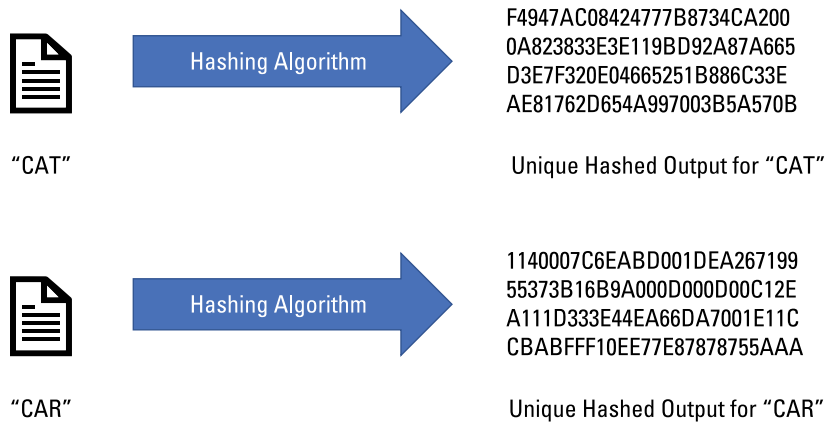 F4947AC08424777B8734CA200
Hashing Algorithm
0A823833E3E119BD92A87A665
D3E7F320E04665251B886C33E
AE81762D654A997003B5A570B
“CAT”
Unique Hashed Output for “CAT”
1140007C6EABD001DEA267199
Hashing Algorithm
55373B16B9A000D000D00C12E
A111D333E44EA66DA7001E11C
CBABFFF10EE77E87878755AAA
“CAR”
Unique Hashed Output for “CAR”